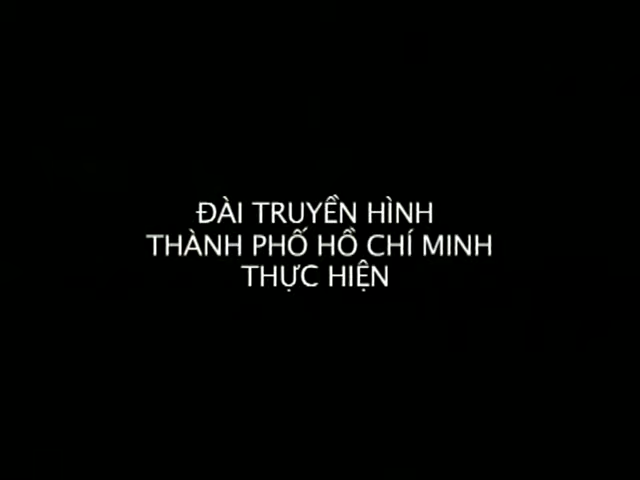 ĐÀI TRUYỀN HÌNH
THÀNH PHỐ HỒ CHÍ MINH
THỰC HIỆN